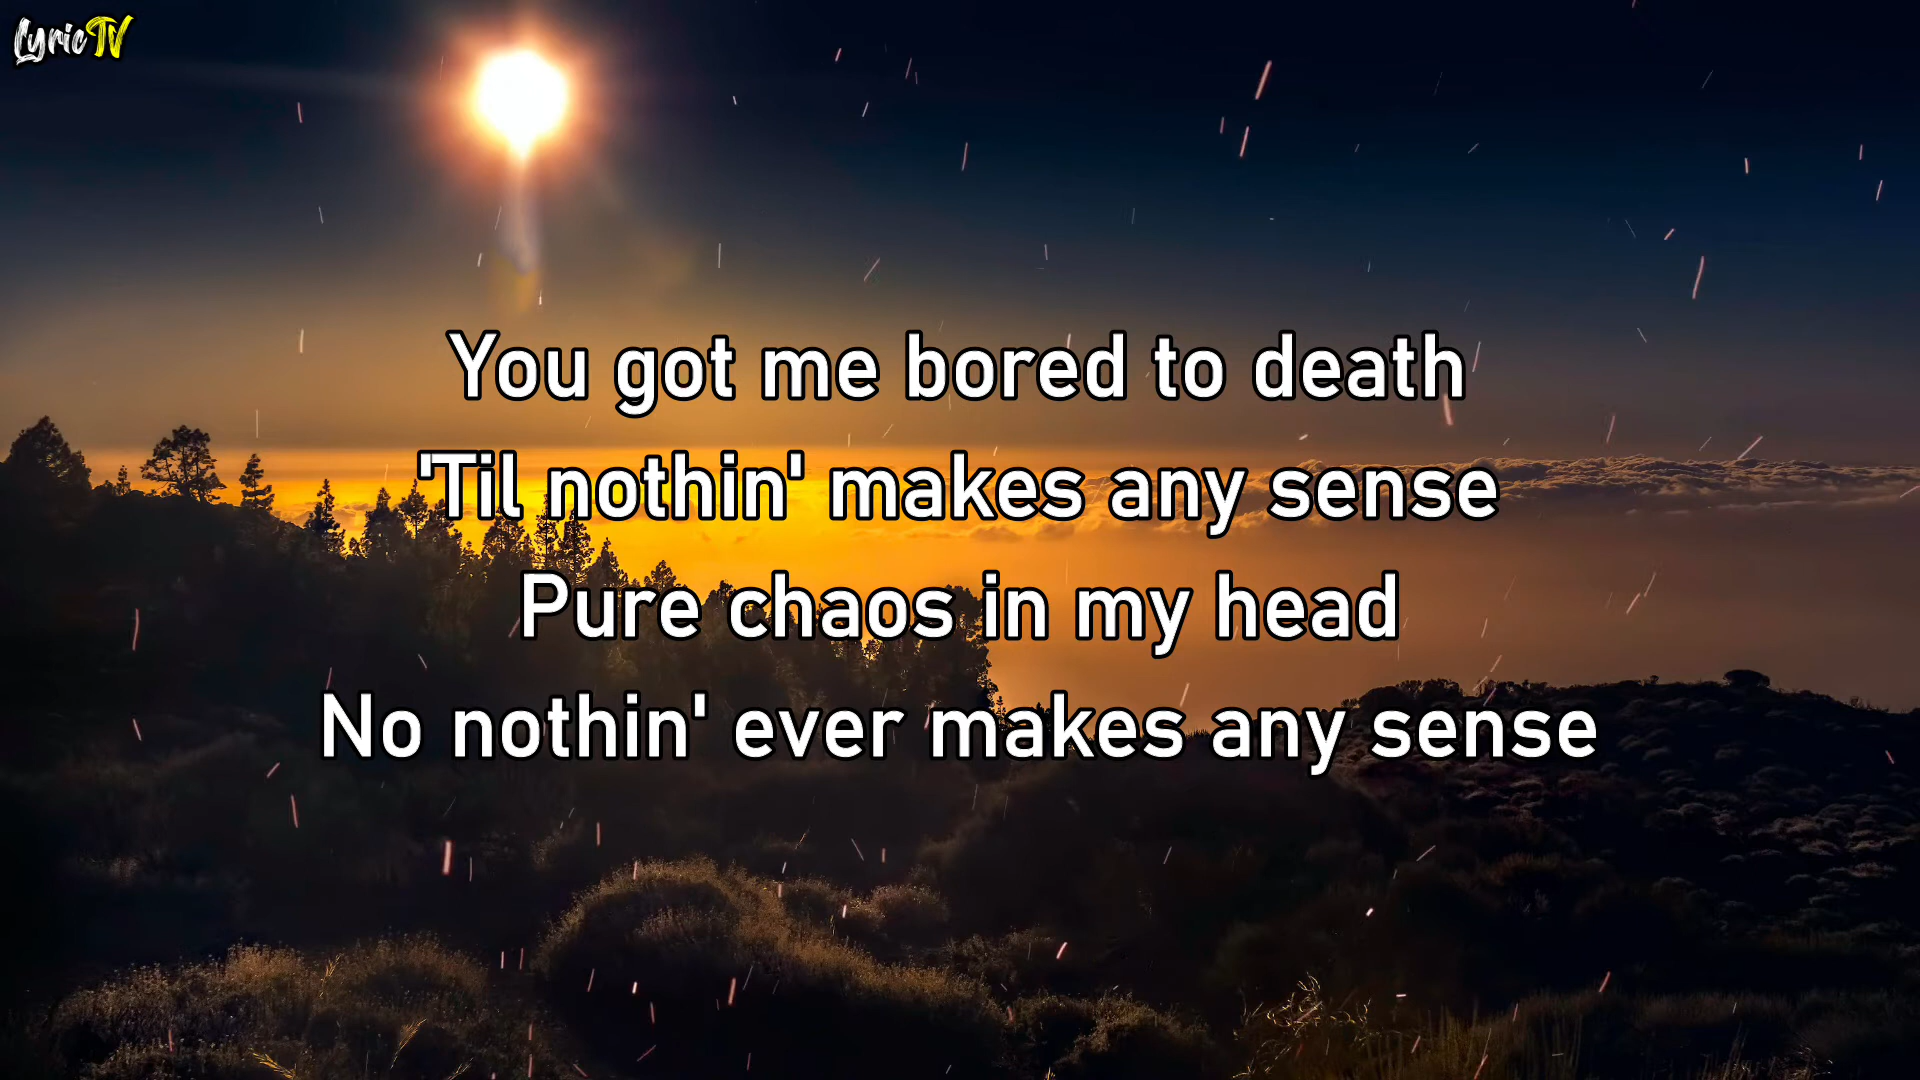 LyricTV
You got me bored to death
'Til nothin' makes any sense
Pure chaos in my head
No nothin' ever makes any sense